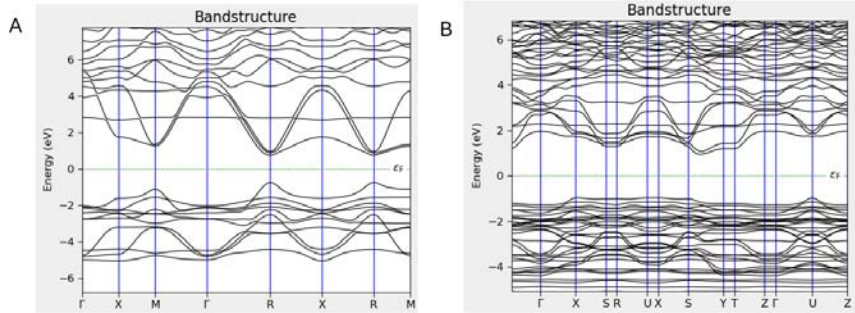 A
Bandstructure
Energy (eV)
6
4
2
0
−2
−4
−6
εF
Γ X M Γ R X R M
B
Bandstructure
Energy (eV)
6
4
2
0
−2
−4
εF
Γ X S R U X S Y T Z Γ U Z